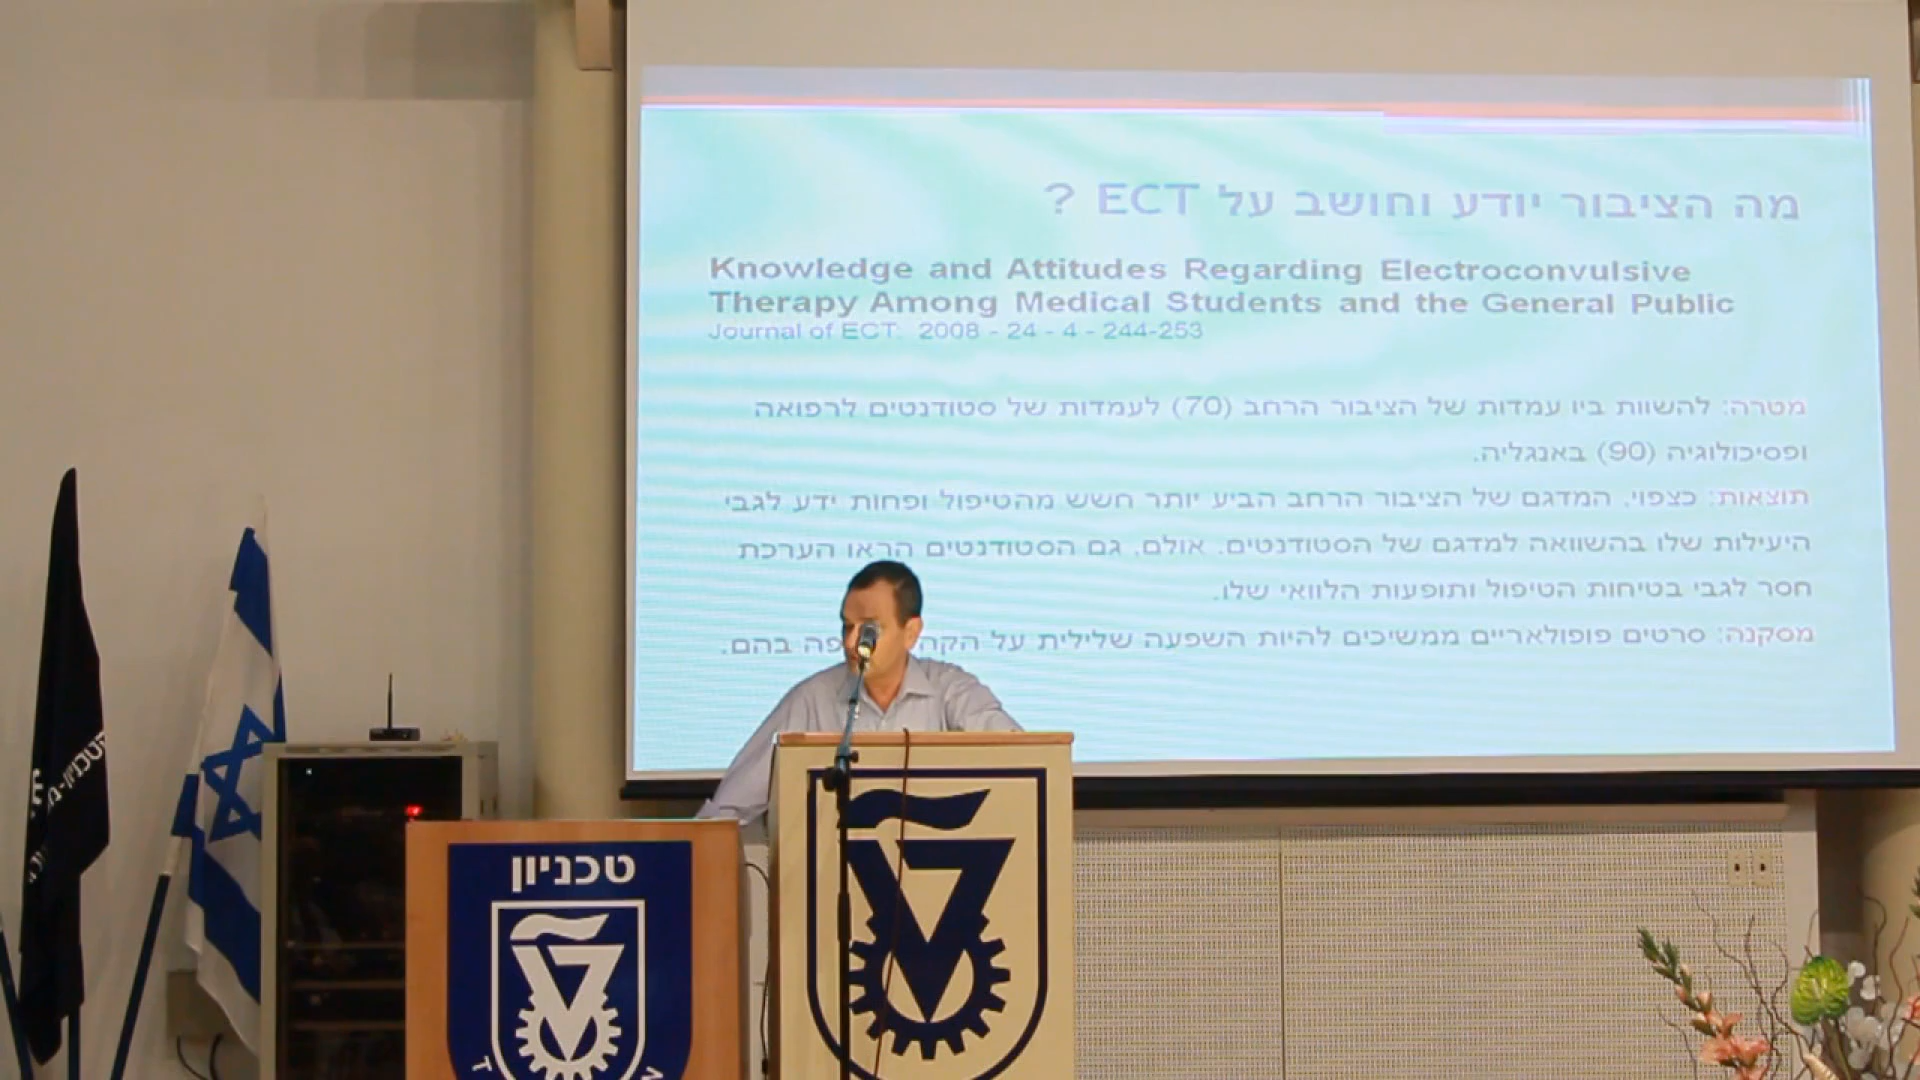 מה הציבור יודע וחושב על ECT ?
Knowledge and Attitudes Regarding Electroconvulsive
Therapy Among Medical Students and the General Public
Journal of ECT. 2008 - 24 - 4 - 244-253
מטרה: להשוות בין עמדות של הציבור הרחב (70) לעמדות של סטודנטים לרפואה
ופסיכולוגיה (90) באנגליה.
תוצאות: כצפוי, המדגם של הציבור הרחב הביע יותר חשש מהטיפול ופחות ידע לגבי
היעילות שלו בהשוואה למדגם של הסטודנטים. אולם, גם הסטודנטים הראו הערכת
חסר לגבי בטיחות הטיפול ותופעות הלוואי שלו.
מסקנה: סרטים פופולאריים ממשיכים להיות השפעה שלילית על בהם.
טכניון
הטכניון